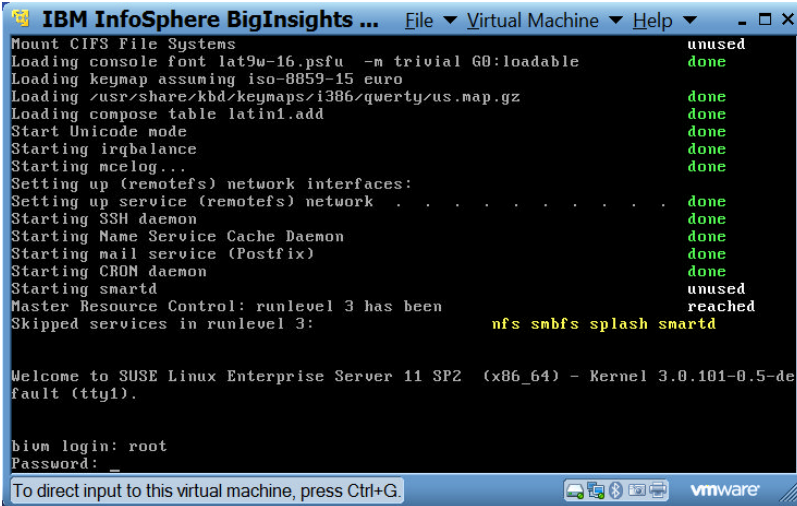 IBM InfoSphere BigInsights ... File ▼ Virtual Machine ▼ Help ▼
Mount CIFS File Systems unused
Loading console font lat9w-16.psfu -m trivial G0:loadable done
Loading keymap assuming iso-8859-15 euro
Loading /usr/share/kbd/keymaps/i386/qwerty/us.map.gz done
Loading compose table latin1.add done
Start Unicode mode done
Starting irqbalance done
Starting mcelog... done
Setting up (remotefs) network interfaces:
Setting up service (remotefs) network . . . . . . . . . . done
Starting SSH daemon done
Starting Name Service Cache Daemon done
Starting mail service (Postfix) done
Starting CRON daemon done
Starting smartd unused
Master Resource Control: runlevel 3 has been reached
Skipped services in runlevel 3: nfs smbfs splash smartd
Welcome to SUSE Linux Enterprise Server 11 SP2 (x86_64) - Kernel 3.0.101-0.5-de
fault (tty1).
bivm login: root
Password: _
To direct input to this virtual machine, press Ctrl+G. vmware